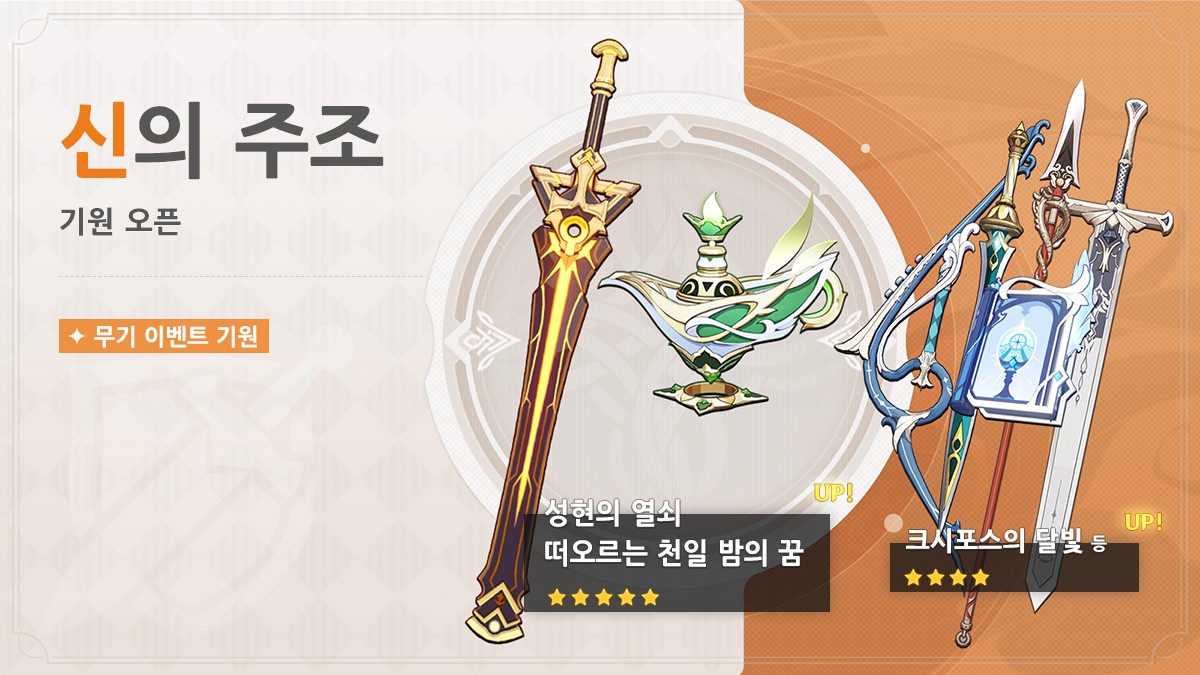 신의 주조
기원 오픈
✦ 무기 이벤트 기원
UP!
성현의 열쇠
떠오르는 천일 밤의 꿈
★★★★★
UP!
크시포스의 달빛 등
★★★★